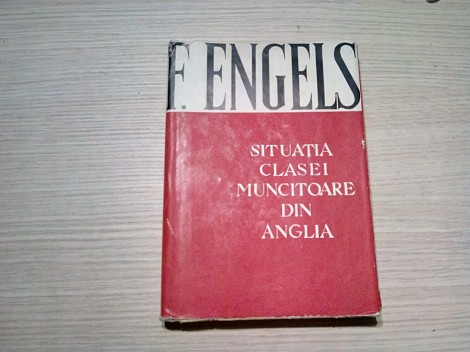 F. ENGELS
SITUAȚIA
CLASEI
MUNCITOARE
DIN
ANGLIA